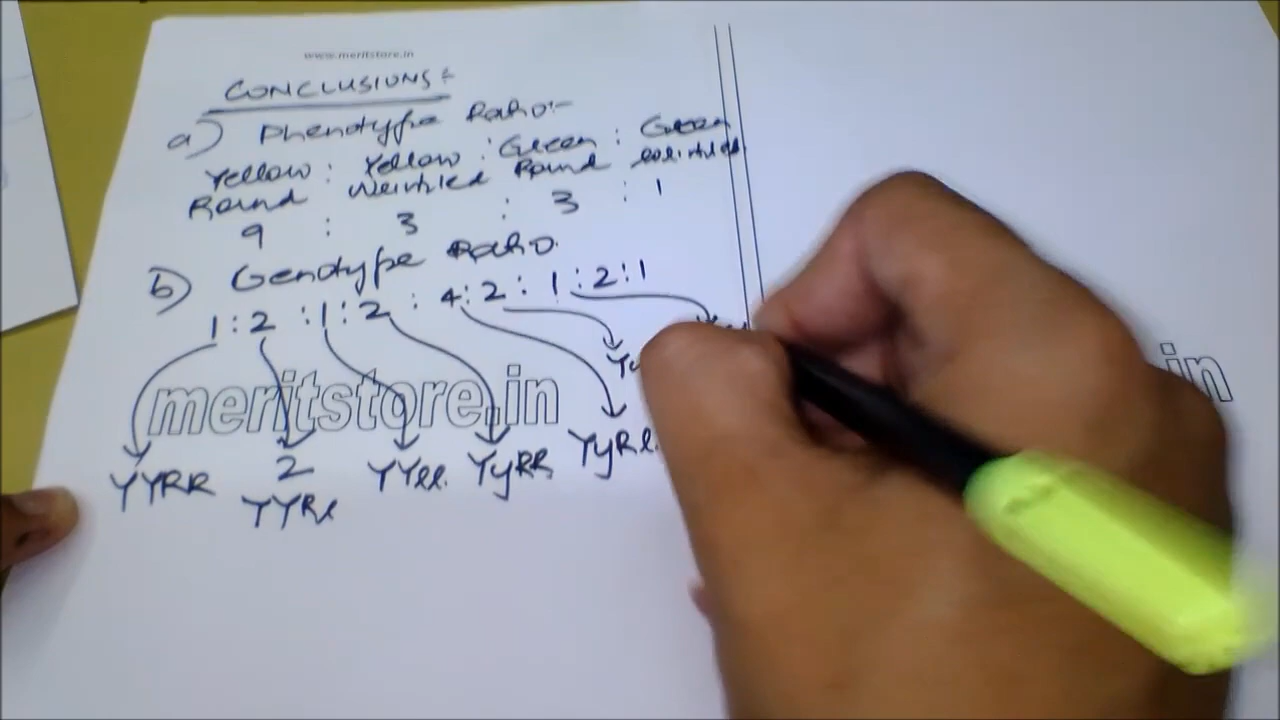 www.meritstore.in
CONCLUSIONS:
a) Phenotype Ratio:-
Yellow : Yellow : Green : Green
Round Wrinkled Round wrinkled
9 : 3 : 3 : 1
b) Genotype Ratio.
1 : 2 : 1 : 2 : 4 : 2 : 1 : 2 : 1
meritstore.in
in
YYRR 2 YYrr YyRR YyRr
YYRr